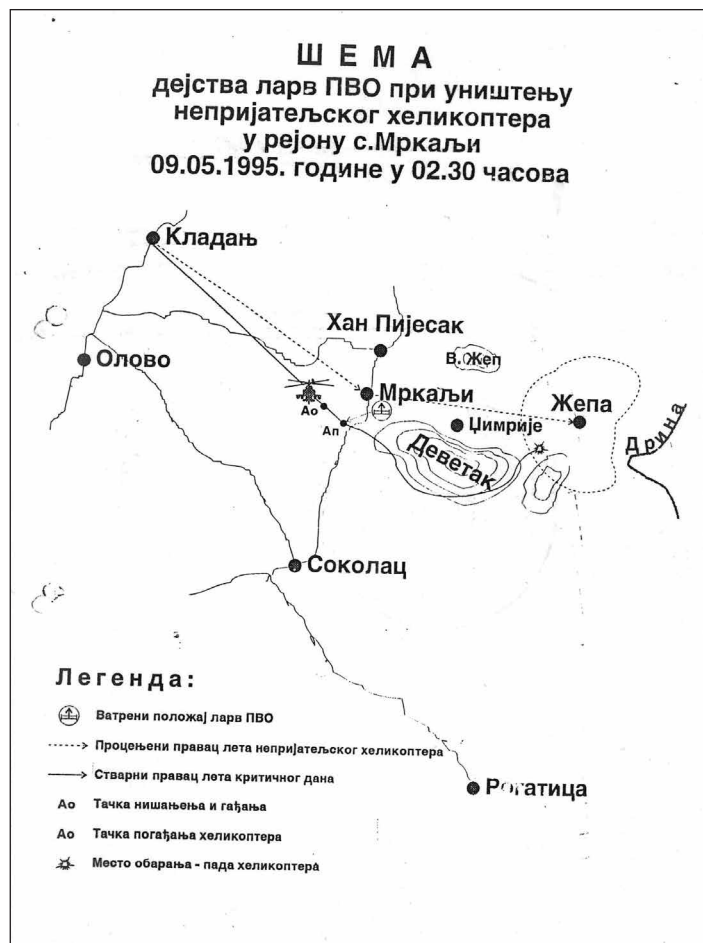 ШЕМА
дејства ларв ПВО при уништењу
непријатељског хеликоптера
у рејону с.Мркаљи
09.05.1995. године у 02.30 часова
Кладањ
Хан Пијесак
В. Жеп
Олово
Мркаљи
Жепа
Ао
Ап
Џимрије
Дрина
Деветак
Соколац
Легенда:
Ватрени положај ларв ПВО
Процењени правац лета непријатељског хеликоптера
Стварни правац лета критичног дана
Ао Тачка нишањења и гађања
Ао Тачка погађања хеликоптера
Место обарања - пада хеликоптера
Рогатица